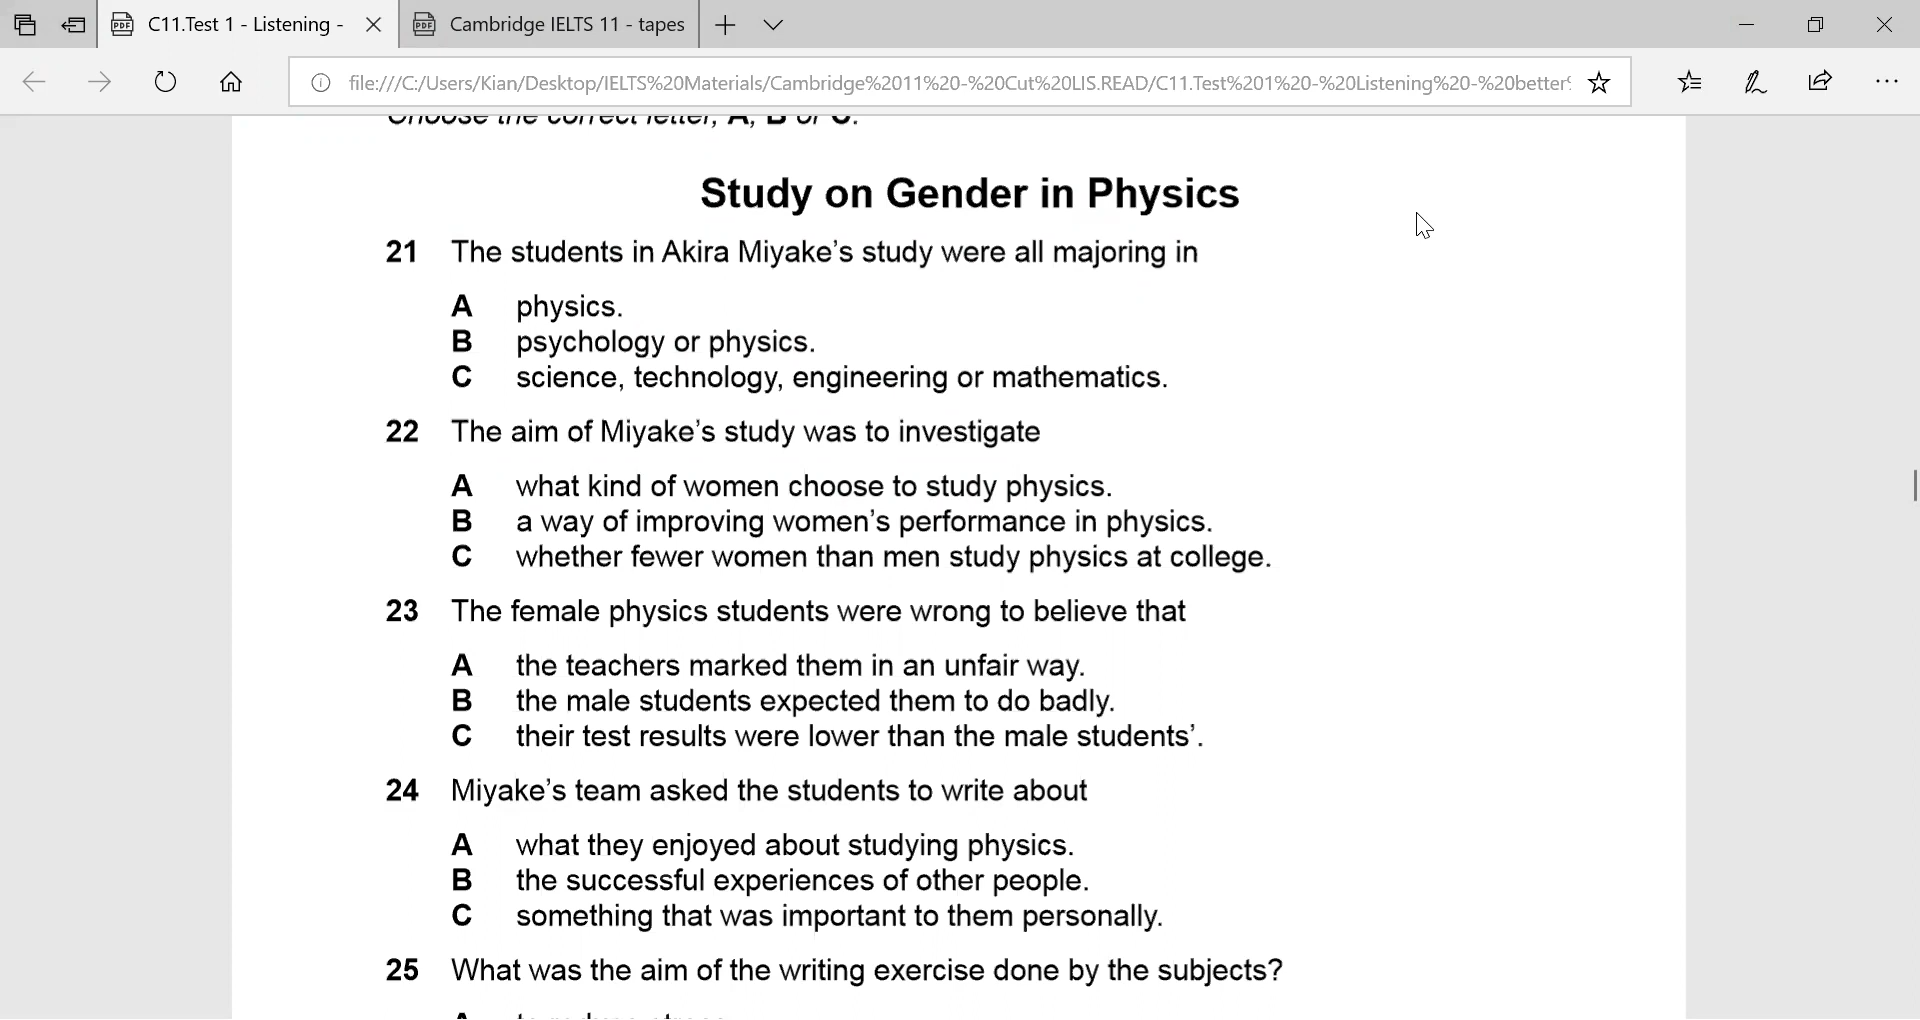 C11.Test 1 - Listening -
Cambridge IELTS 11 - tapes
file:///C:/Users/Kian/Desktop/IELTS%20Materials/Cambridge%2011%20-%20Cut%20LIS.READ/C11.Test%201%20-%20Listening%20-%20better%
Choose the correct letter, A, B or C.
Study on Gender in Physics
21 The students in Akira Miyake's study were all majoring in
A physics.
B psychology or physics.
C science, technology, engineering or mathematics.
22 The aim of Miyake's study was to investigate
A what kind of women choose to study physics.
B a way of improving women's performance in physics.
C whether fewer women than men study physics at college.
23 The female physics students were wrong to believe that
A the teachers marked them in an unfair way.
B the male students expected them to do badly.
C their test results were lower than the male students'.
24 Miyake's team asked the students to write about
A what they enjoyed about studying physics.
B the successful experiences of other people.
C something that was important to them personally.
25 What was the aim of the writing exercise done by the subjects?